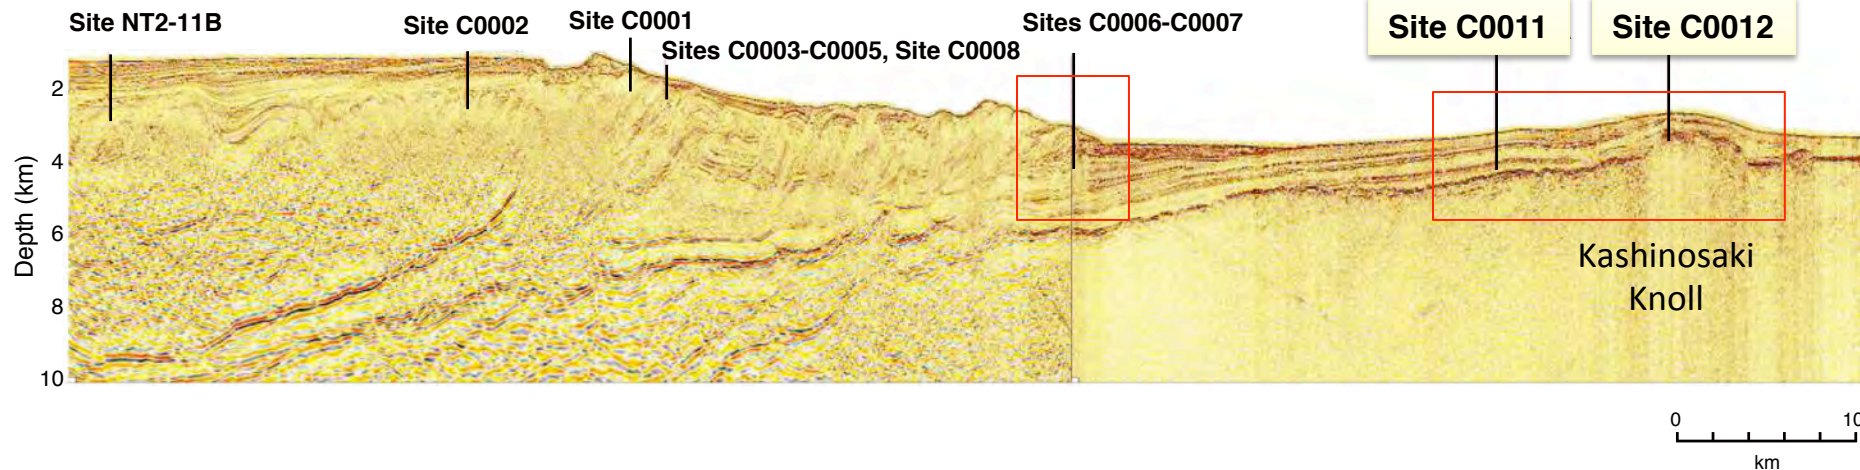 Site NT2-11B
Site C0002
Site C0001
Sites C0003-C0005, Site C0008
Sites C0006-C0007
Site C0011
Site C0012
Depth (km)
2
4
6
8
10
Kashinosaki
Knoll
0
10
km